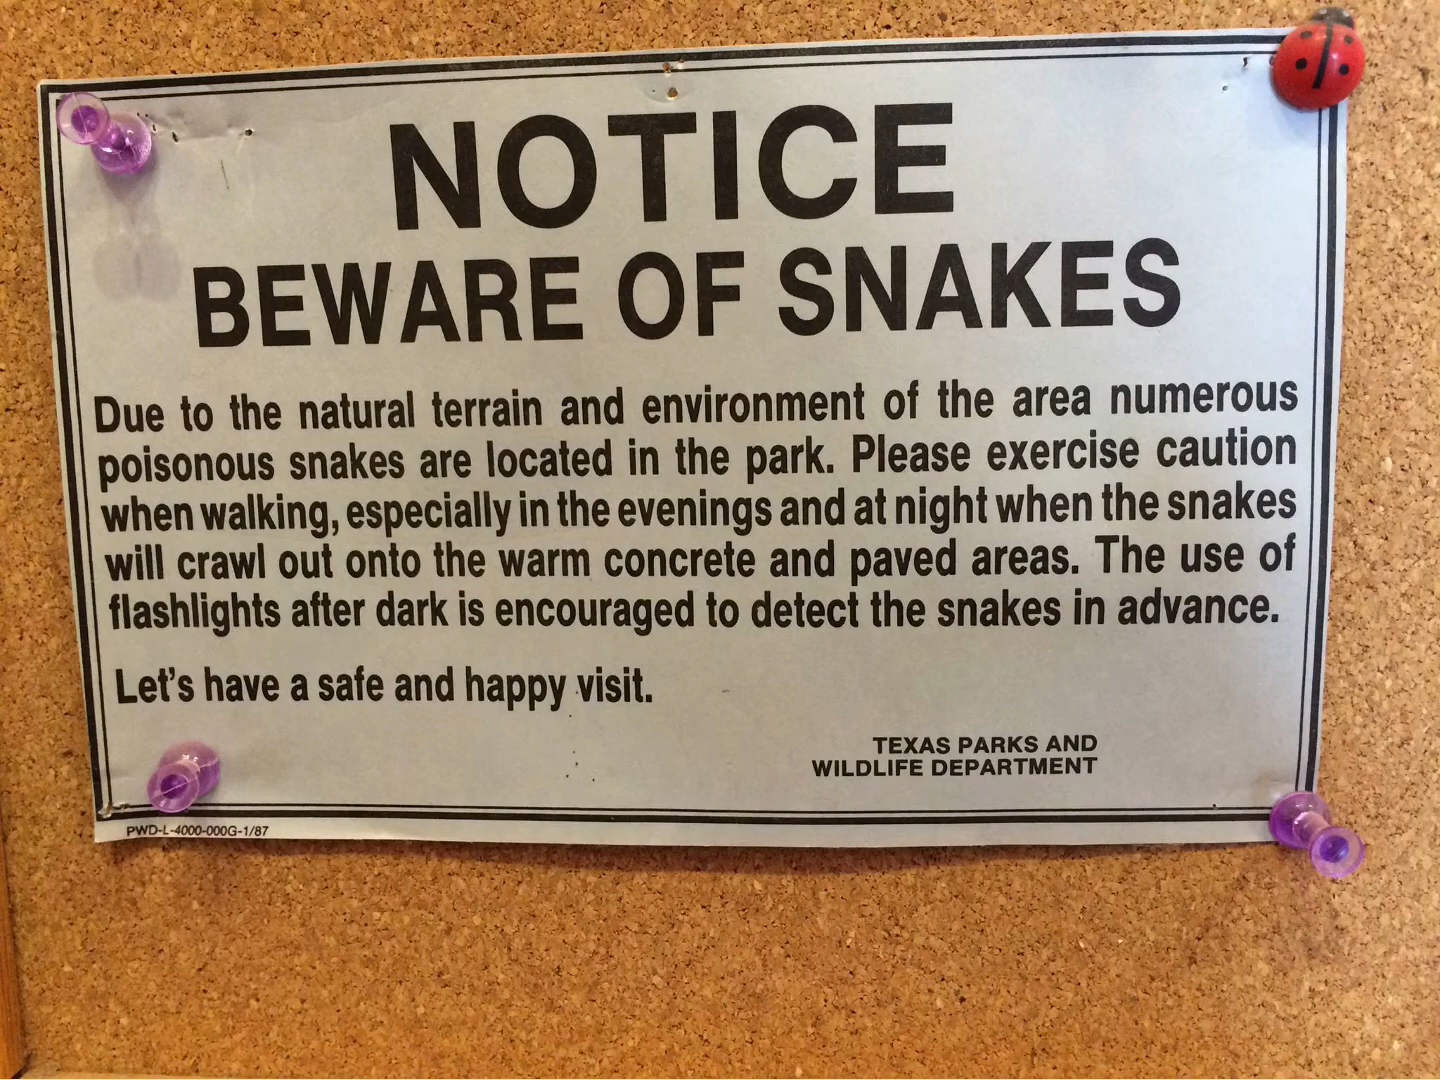 NOTICE
BEWARE OF SNAKES
Due to the natural terrain and environment of the area numerous
poisonous snakes are located in the park. Please exercise caution
when walking, especially in the evenings and at night when the snakes
will crawl out onto the warm concrete and paved areas. The use of
flashlights after dark is encouraged to detect the snakes in advance.
Let's have a safe and happy visit.
TEXAS PARKS AND
WILDLIFE DEPARTMENT
PWD-L-4000-000G-1/87